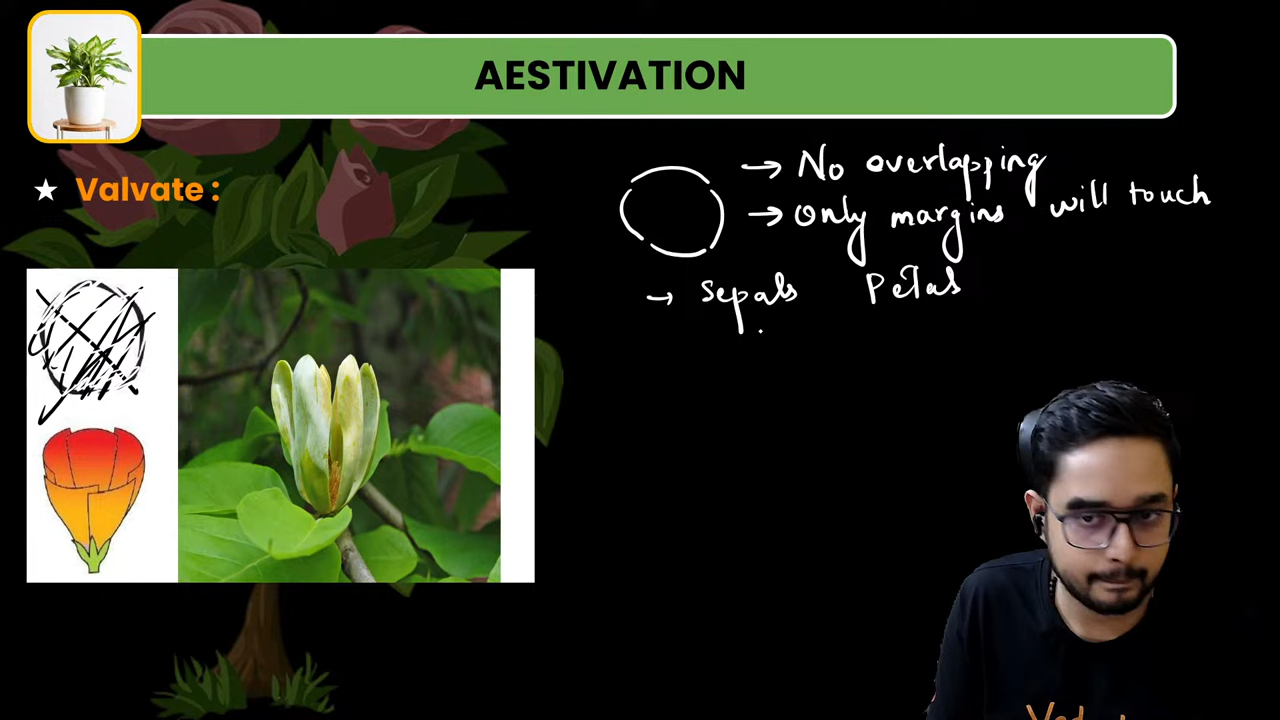 AESTIVATION
★ Valvate :
→ No overlapping
→ Only margins will touch
→ Sepals Petals